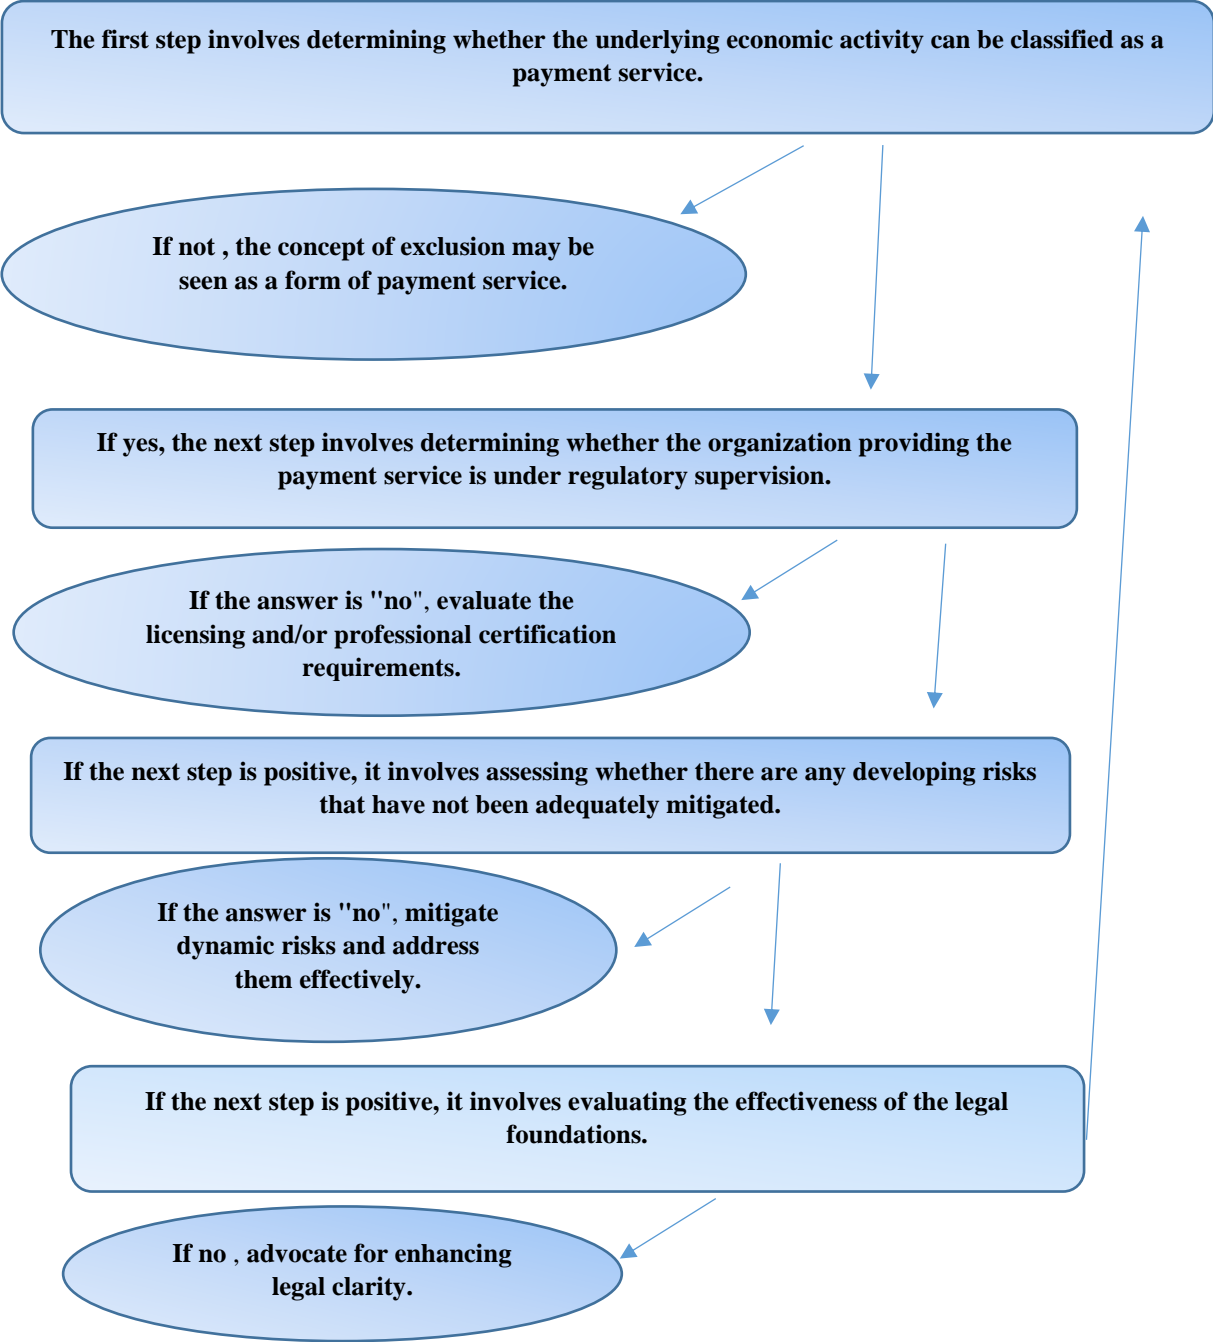 The first step involves determining whether the underlying economic activity can be classified as a
payment service.
If not , the concept of exclusion may be
seen as a form of payment service.
If yes, the next step involves determining whether the organization providing the
payment service is under regulatory supervision.
If the answer is "no", evaluate the
licensing and/or professional certification
requirements.
If the next step is positive, it involves assessing whether there are any developing risks
that have not been adequately mitigated.
If the answer is "no", mitigate
dynamic risks and address
them effectively.
If the next step is positive, it involves evaluating the effectiveness of the legal
foundations.
If no , advocate for enhancing
legal clarity.